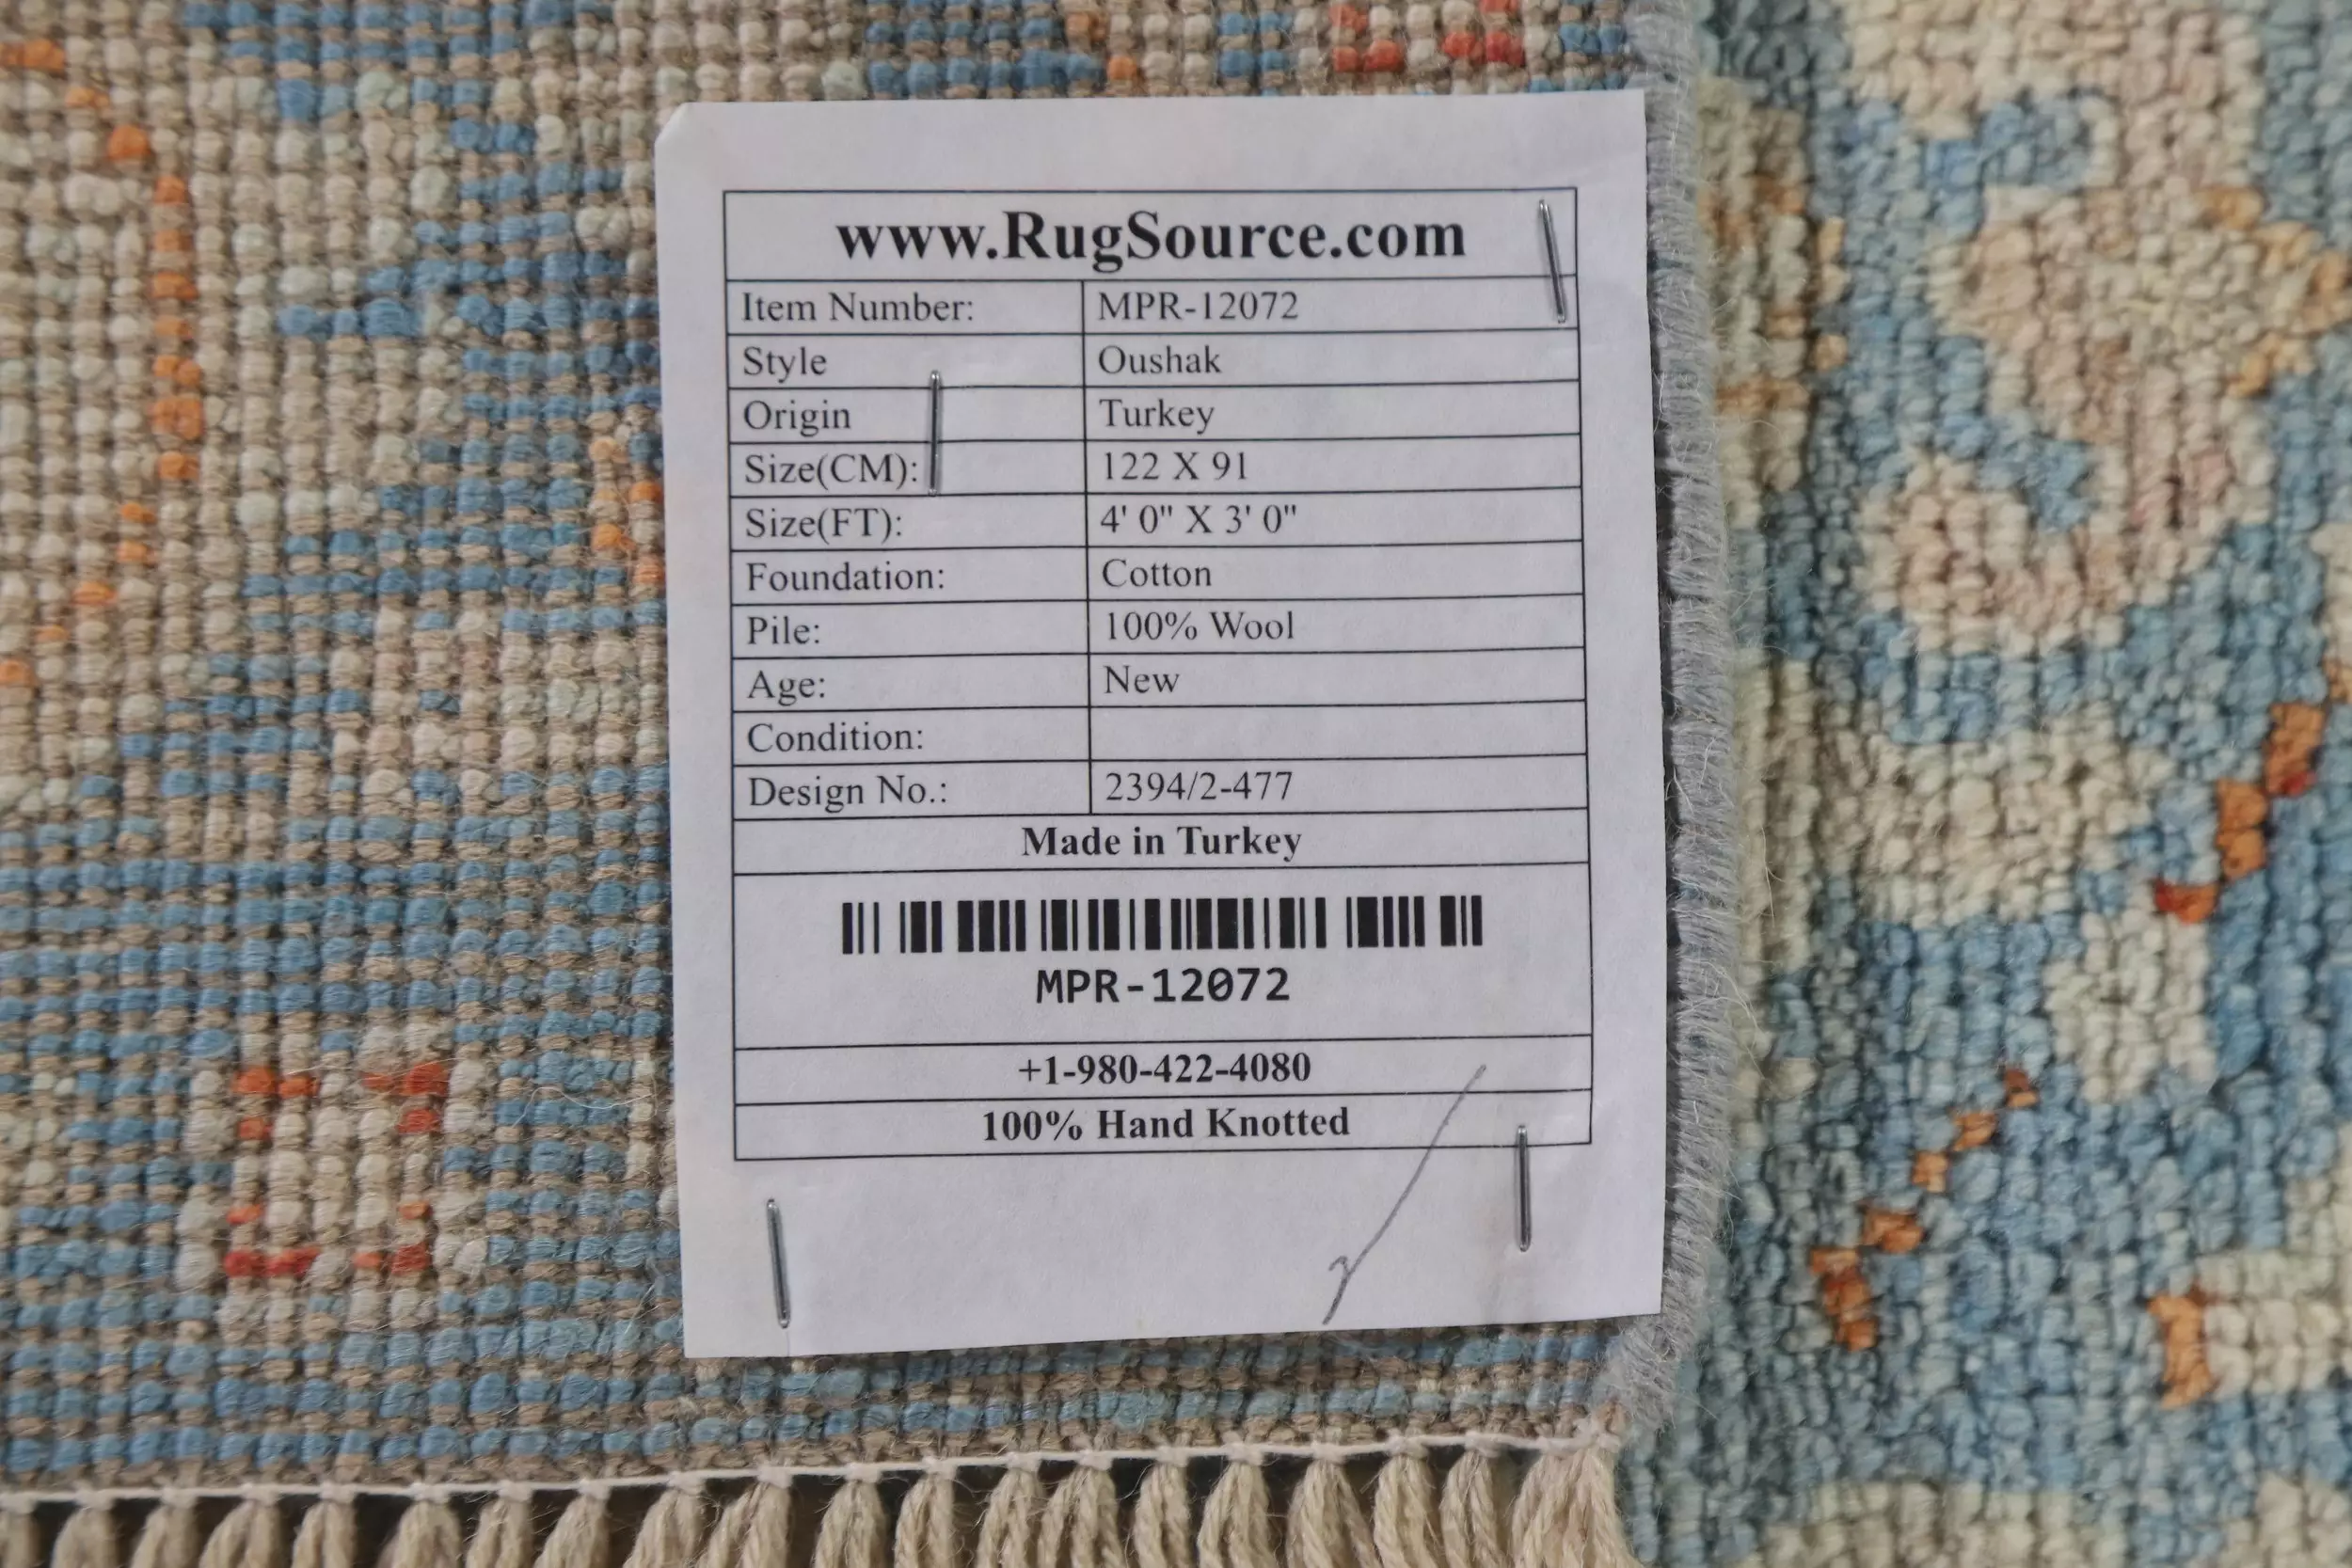 www.RugSource.com
Item Number: MPR-12072
Style Oushak
Origin Turkey
Size(CM): 122 X 91
Size(FT): 4' 0" X 3' 0"
Foundation: Cotton
Pile: 100% Wool
Age: New
Condition:
Design No.: 2394/2-477
Made in Turkey
MPR-12072
+1-980-422-4080
100% Hand Knotted